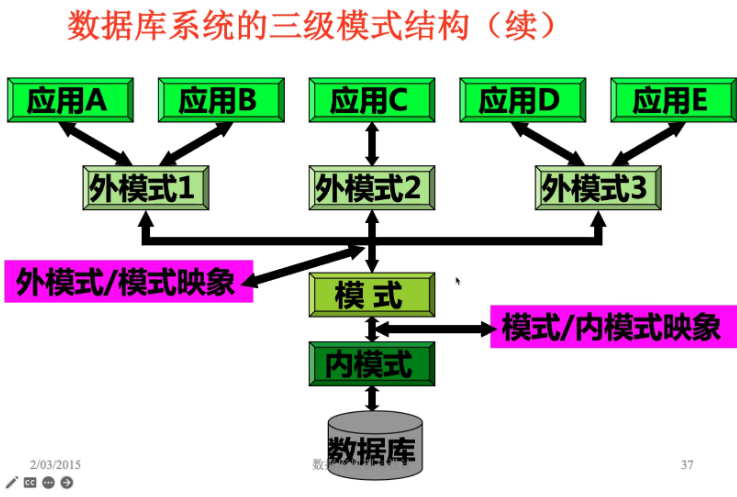 数据库系统的三级模式结构（续）
应用A
应用B
应用C
应用D
应用E
外模式1
外模式2
外模式3
外模式/模式映象
模 式
模式/内模式映象
内模式
数据库
2/03/2015
37